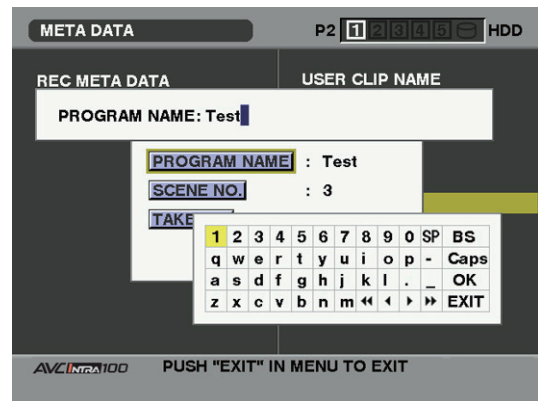 META DATA P2 1 2 3 4 5 HDD
REC META DATA USER CLIP NAME
PROGRAM NAME: Test
PROGRAM NAME : Test
SCENE NO. : 3
TAKE
1 2 3 4 5 6 7 8 9 0 SP BS
q w e r t y u i o p - Caps
a s d f g h j k l . _ OK
z x c v b n m ◂◂ ◂ ▸ ▸▸ EXIT
AVC INTRA 100 PUSH "EXIT" IN MENU TO EXIT